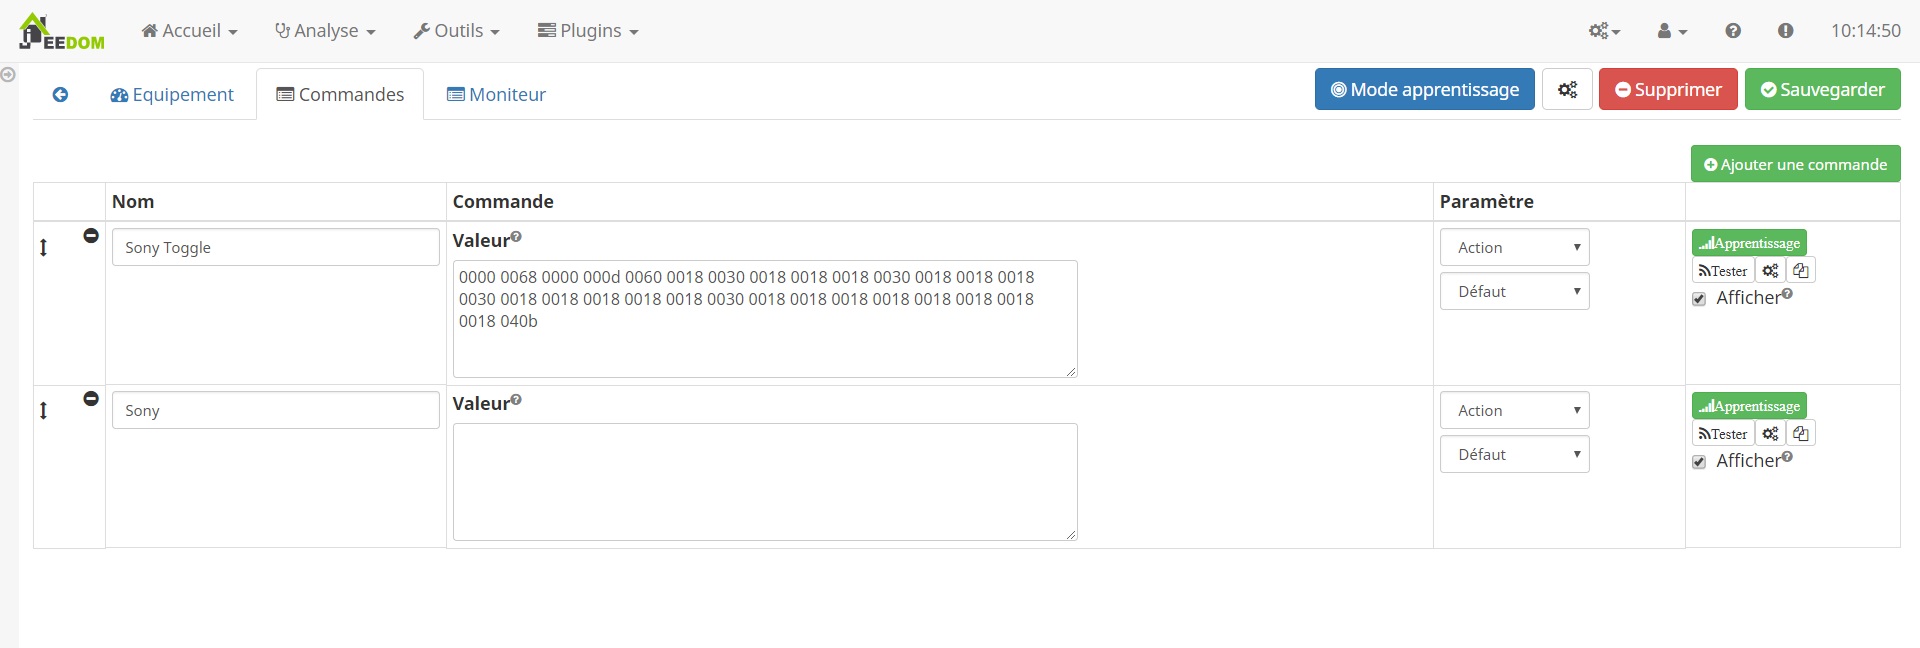 JEEDOM Accueil Analyse Outils Plugins 10:14:50
Equipement Commandes Moniteur Mode apprentissage Supprimer Sauvegarder
Ajouter une commande
Nom Commande Paramètre
Sony Toggle
Valeur
0000 0068 0000 000d 0060 0018 0030 0018 0018 0018 0030 0018 0018 0018
0030 0018 0018 0018 0018 0018 0030 0018 0018 0018 0018 0018 0018 0018
0018 040b
Action
Défaut
Apprentissage
Tester
Afficher
Sony
Valeur
Action
Défaut
Apprentissage
Tester
Afficher